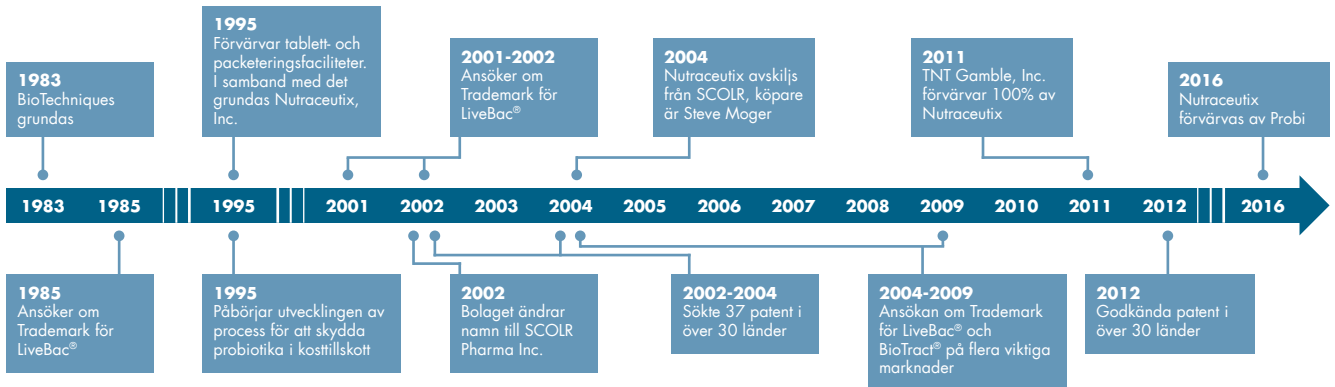 1983
BioTechniques
grundas
1995
Förvärvar tablett- och
packeteringsfaciliteter.
I samband med det
grundas Nutraceutix,
Inc.
2001-2002
Ansöker om
Trademark för
LiveBac®
2004
Nutraceutix avskiljs
från SCOLR, köpare
är Steve Moger
2011
TNT Gamble, Inc.
förvärvar 100% av
Nutraceutix
2016
Nutraceutix
förvärvas av Probi
1983 1985 1995 2001 2002 2003 2004 2005 2006 2007 2008 2009 2010 2011 2012 2016
1985
Ansöker om
Trademark för
LiveBac®
1995
Påbörjar utvecklingen av
process för att skydda
probiotika i kosttillskott
2002
Bolaget ändrar
namn till SCOLR
Pharma Inc.
2002-2004
Sökte 37 patent i
över 30 länder
2004-2009
Ansökan om Trademark
för LiveBac® och
BioTract® på flera viktiga
marknader
2012
Godkända patent i
över 30 länder